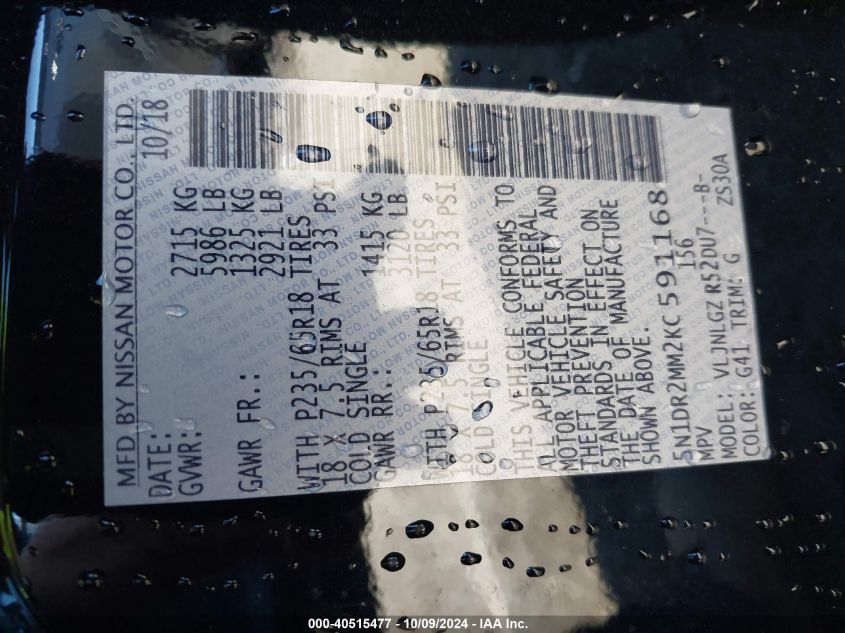 MFD BY NISSAN MOTOR CO., LTD.
DATE: 10/18
GVWR: 2715 KG
5986 LB
GAWR FR.: 1325 KG
2921 LB
WITH P235/65R18 TIRES
18 X 7.5 RIMS AT 33 PSI
COLD SINGLE
GAWR RR.: 1415 KG
3120 LB
WITH P235/65R18 TIRES
18 X 7.5 RIMS AT 33 PSI
COLD SINGLE
THIS VEHICLE CONFORMS TO
ALL APPLICABLE FEDERAL
MOTOR VEHICLE SAFETY AND
THEFT PREVENTION
STANDARDS IN EFFECT ON
THE DATE OF MANUFACTURE
SHOWN ABOVE.
5N1DR2MM2KC591168
MPV 156
MODEL: VLJNLGZ R52DU7---B-
COLOR: G41 TRIM: G ZS30A
000-40515477 - 10/09/2024 - IAA Inc.